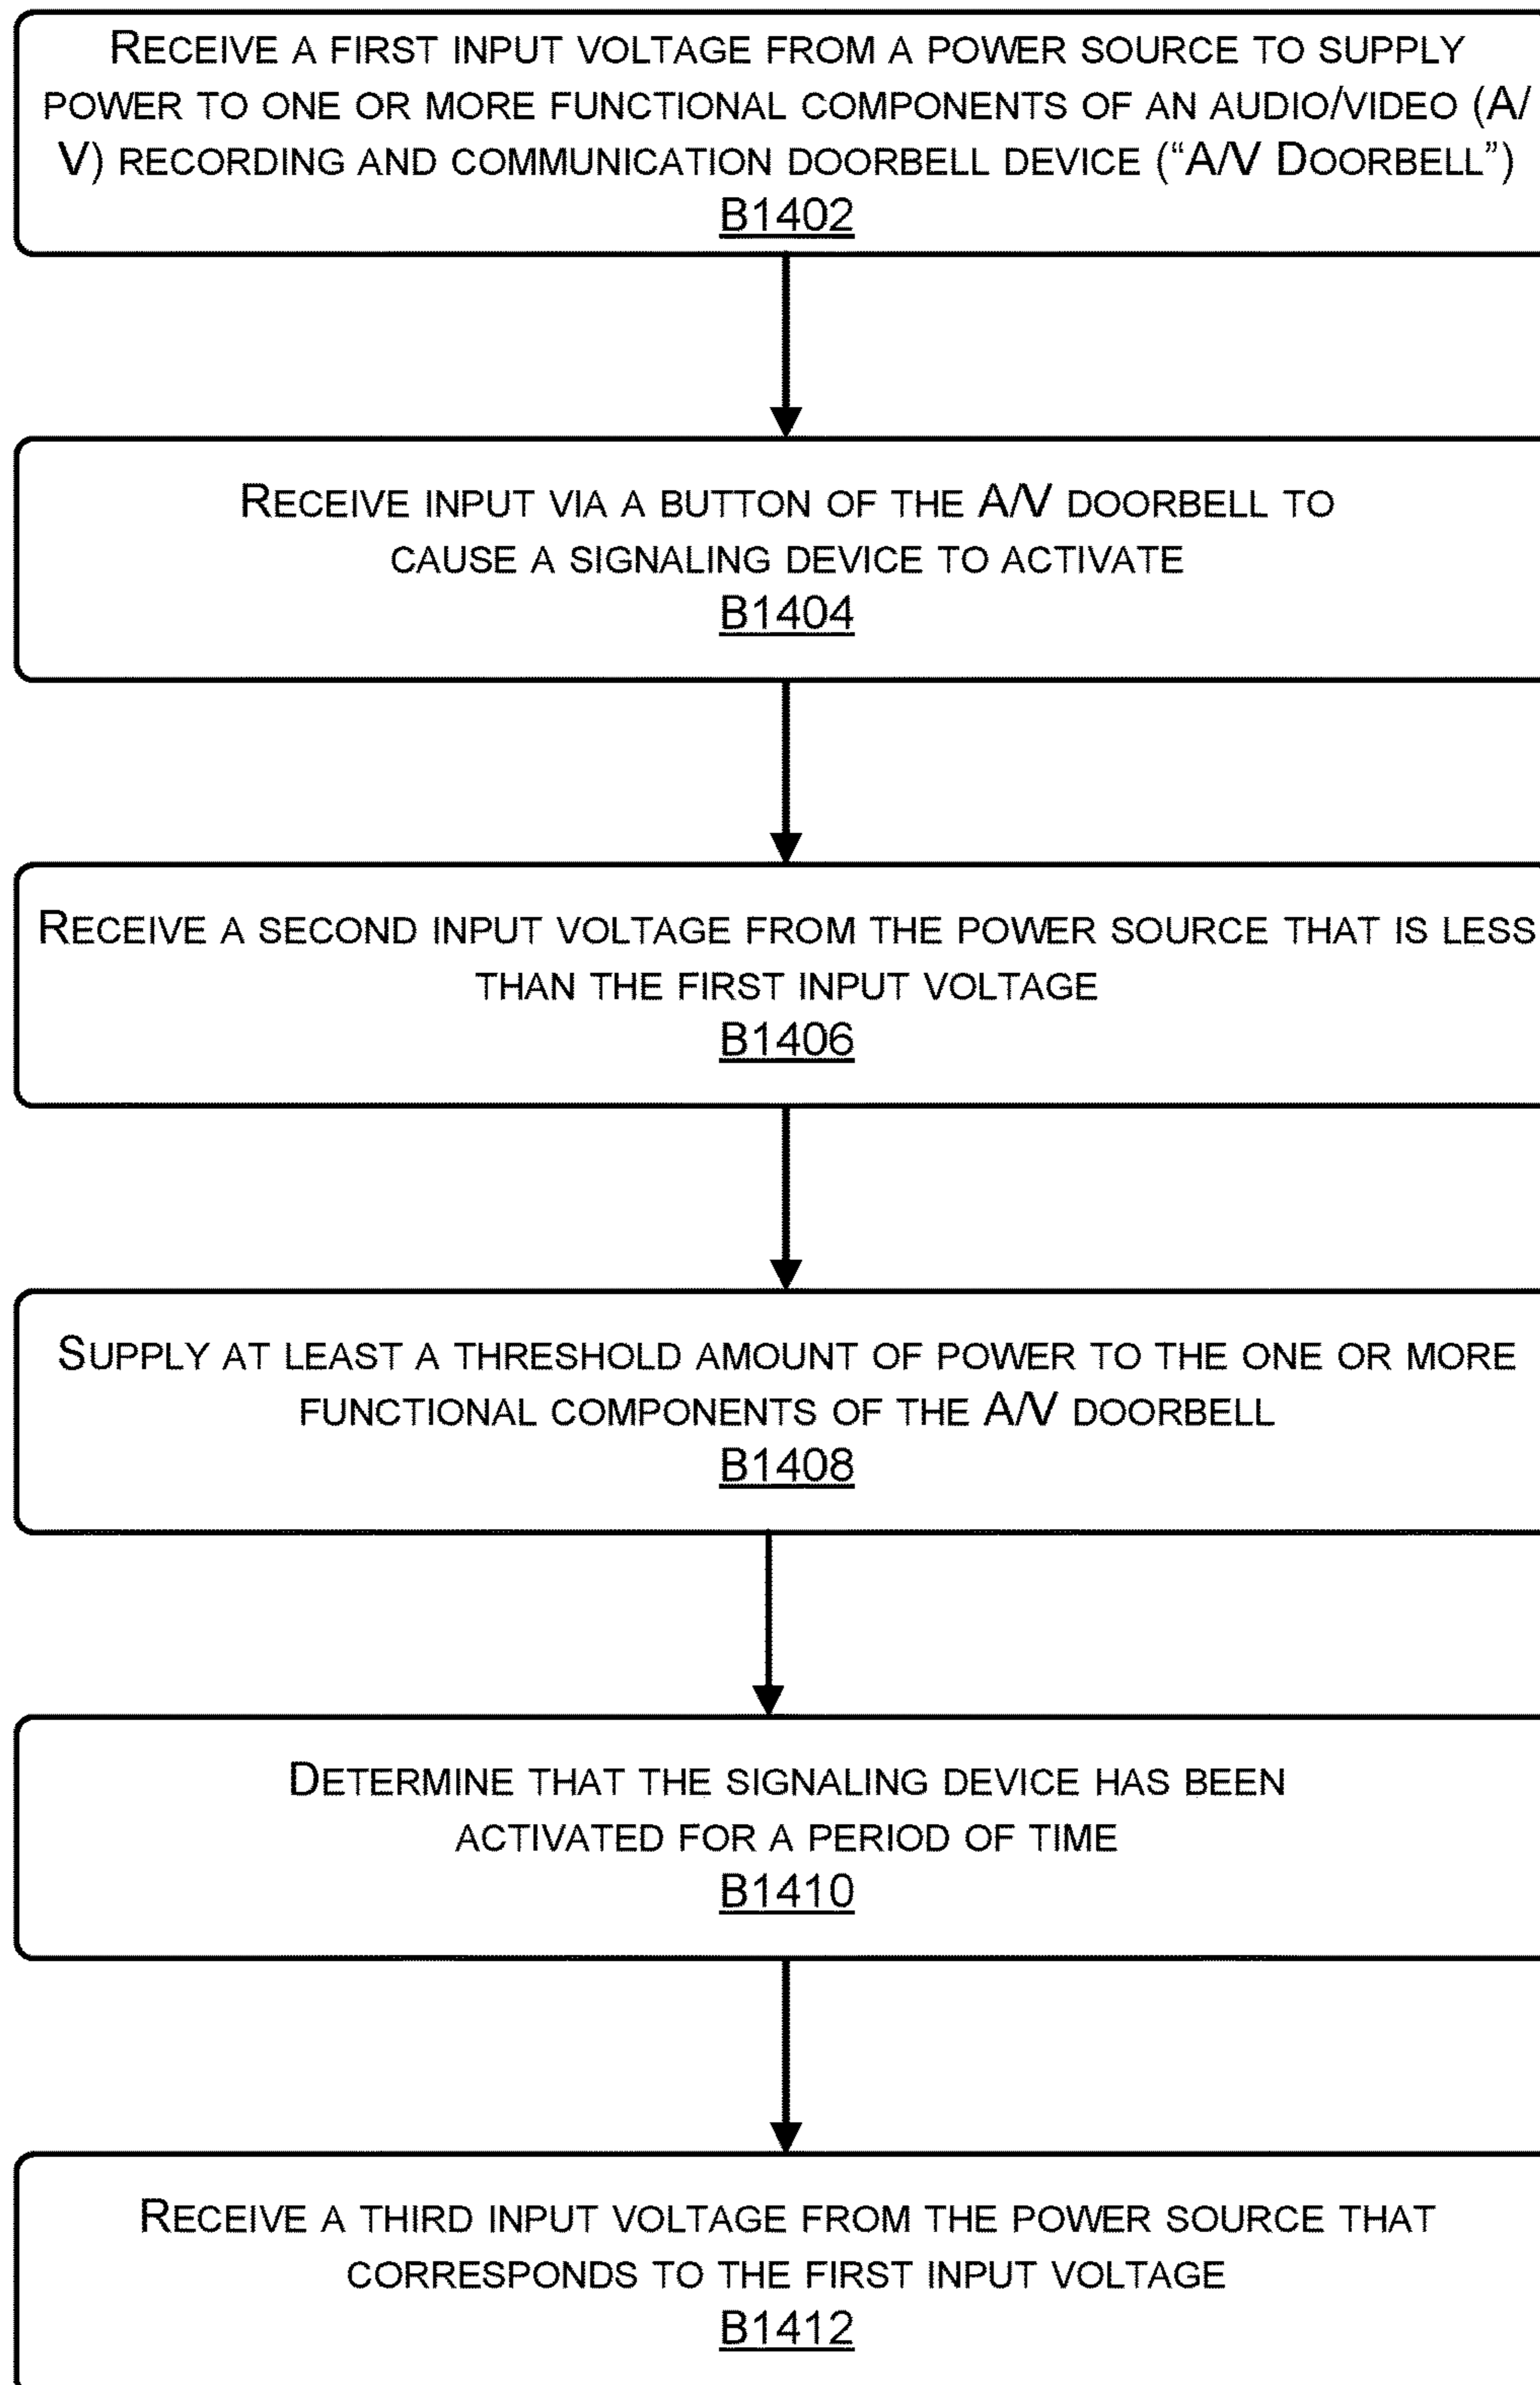 RECEIVE A FIRST INPUT VOLTAGE FROM A POWER SOURCE TO SUPPLY
POWER TO ONE OR MORE FUNCTIONAL COMPONENTS OF AN AUDIO/VIDEO (A/
V) RECORDING AND COMMUNICATION DOORBELL DEVICE (“A/V DOORBELL”)
B1402
RECEIVE INPUT VIA A BUTTON OF THE A/V DOORBELL TO
CAUSE A SIGNALING DEVICE TO ACTIVATE
B1404
RECEIVE A SECOND INPUT VOLTAGE FROM THE POWER SOURCE THAT IS LESS
THAN THE FIRST INPUT VOLTAGE
B1406
SUPPLY AT LEAST A THRESHOLD AMOUNT OF POWER TO THE ONE OR MORE
FUNCTIONAL COMPONENTS OF THE A/V DOORBELL
B1408
DETERMINE THAT THE SIGNALING DEVICE HAS BEEN
ACTIVATED FOR A PERIOD OF TIME
B1410
RECEIVE A THIRD INPUT VOLTAGE FROM THE POWER SOURCE THAT
CORRESPONDS TO THE FIRST INPUT VOLTAGE
B1412